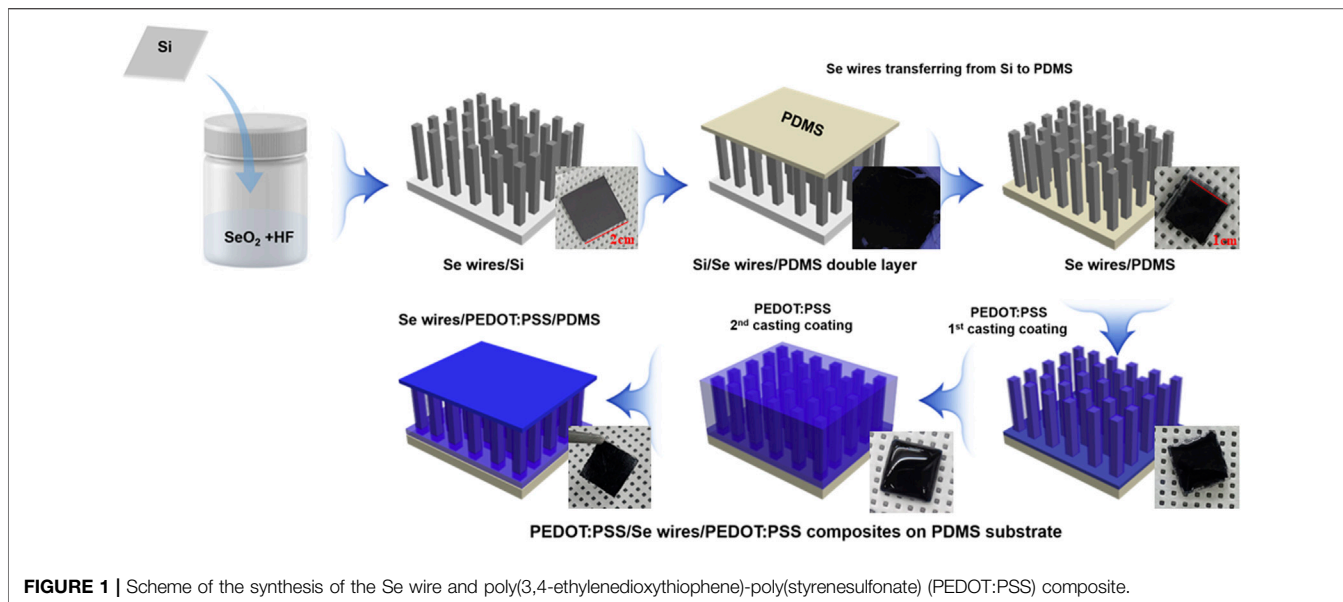 Si
SeO₂ +HF
Se wires/Si
2cm
Se wires transferring from Si to PDMS
PDMS
Si/Se wires/PDMS double layer
Se wires/PDMS
1cm
PEDOT:PSS
1st casting coating
PEDOT:PSS
2nd casting coating
Se wires/PEDOT:PSS/PDMS
PEDOT:PSS/Se wires/PEDOT:PSS composites on PDMS substrate
FIGURE 1 | Scheme of the synthesis of the Se wire and poly(3,4-ethylenedioxythiophene)-poly(styrenesulfonate) (PEDOT:PSS) composite.